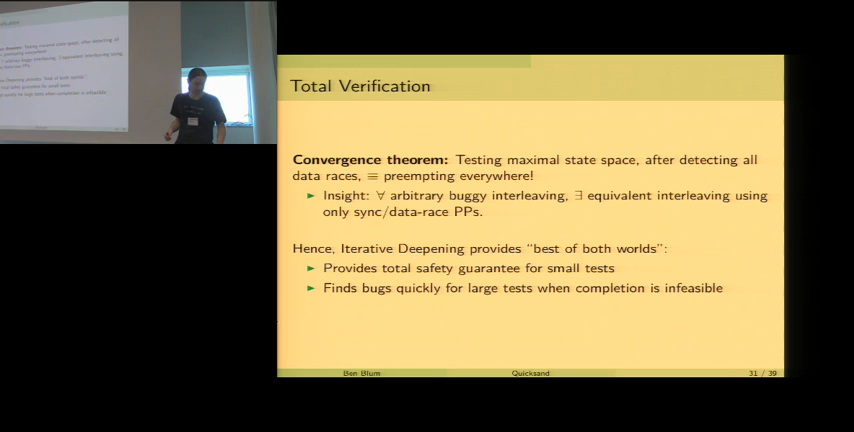 Total Verification
Convergence theorem: Testing maximal state space, after detecting all
data races, ≡ preempting everywhere!
► Insight: ∀ arbitrary buggy interleaving, ∃ equivalent interleaving using
only sync/data-race PPs.
Hence, Iterative Deepening provides “best of both worlds”:
► Provides total safety guarantee for small tests
► Finds bugs quickly for large tests when completion is infeasible
Ben Blum Quicksand 31 / 39